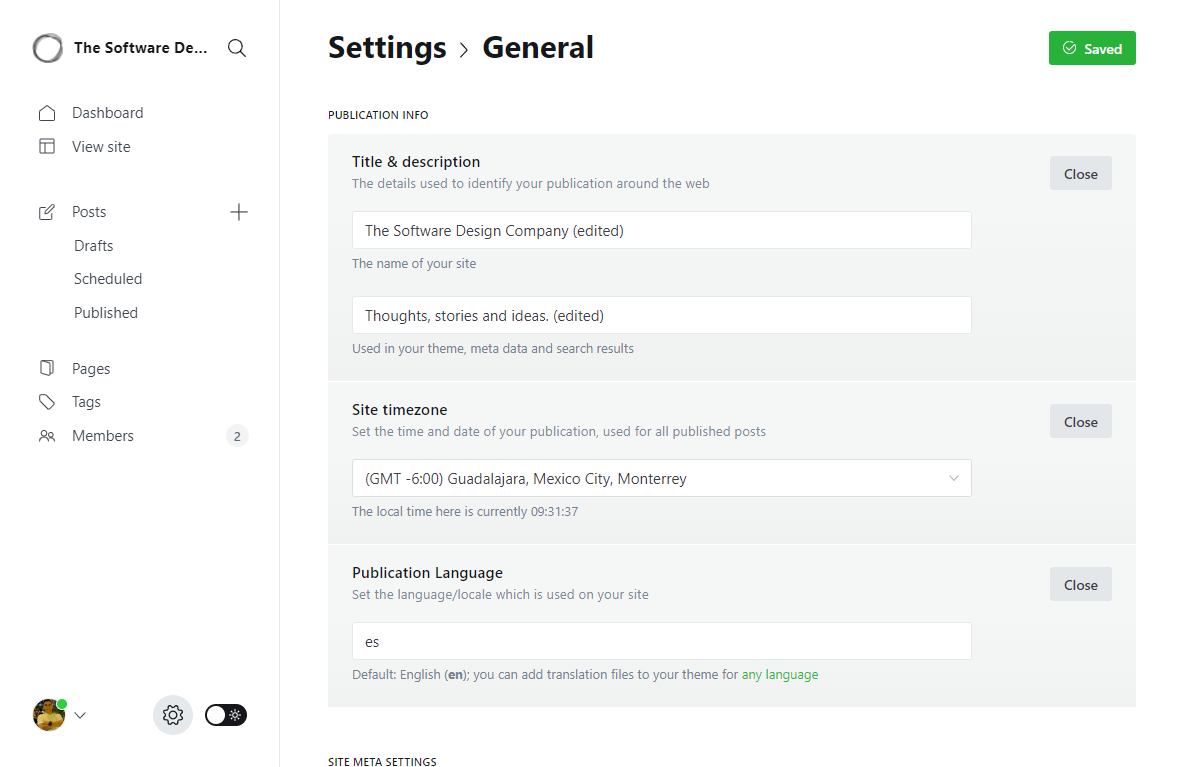 The Software De...
Dashboard
View site
Posts
Drafts
Scheduled
Published
Pages
Tags
Members
2
Settings > General
Saved
PUBLICATION INFO
Title & description
The details used to identify your publication around the web
Close
The Software Design Company (edited)
The name of your site
Thoughts, stories and ideas. (edited)
Used in your theme, meta data and search results
Site timezone
Set the time and date of your publication, used for all published posts
Close
(GMT -6:00) Guadalajara, Mexico City, Monterrey
The local time here is currently 09:31:37
Publication Language
Set the language/locale which is used on your site
Close
es
Default: English (en); you can add translation files to your theme for any language
SITE META SETTINGS